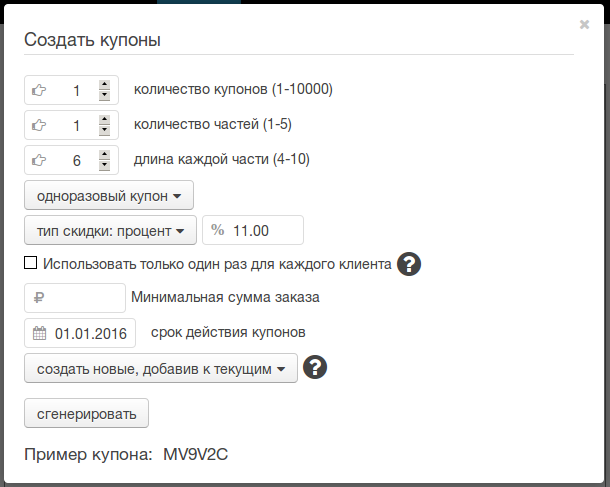 Создать купоны
×
1 количество купонов (1-10000)
1 количество частей (1-5)
6 длина каждой части (4-10)
одноразовый купон
тип скидки: процент % 11.00
Использовать только один раз для каждого клиента ?
₽ Минимальная сумма заказа
01.01.2016 срок действия купонов
создать новые, добавив к текущим ?
сгенерировать
Пример купона: MV9V2C